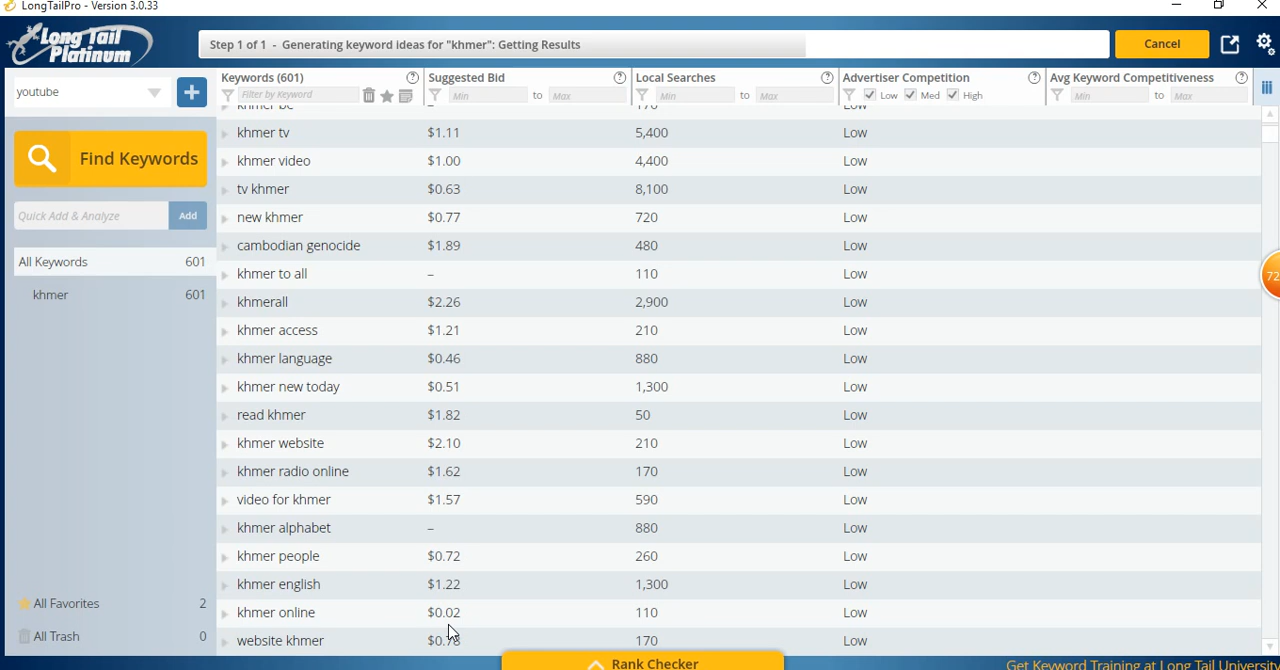 LongTailPro - Version 3.0.33
Long Tail Platinum
Step 1 of 1 - Generating keyword ideas for "khmer": Getting Results
Cancel
youtube
Keywords (601) Suggested Bid Local Searches Advertiser Competition Avg Keyword Competitiveness
Filter by Keyword Min to Max Min to Max Low Med High Min to Max
Find Keywords
Quick Add & Analyze Add
All Keywords 601
khmer 601
All Favorites 2
All Trash 0
khmer tv $1.11 5,400 Low
khmer video $1.00 4,400 Low
tv khmer $0.63 8,100 Low
new khmer $0.77 720 Low
cambodian genocide $1.89 480 Low
khmer to all – 110 Low
khmerall $2.26 2,900 Low
khmer access $1.21 210 Low
khmer language $0.46 880 Low
khmer new today $0.51 1,300 Low
read khmer $1.82 50 Low
khmer website $2.10 210 Low
khmer radio online $1.62 170 Low
video for khmer $1.57 590 Low
khmer alphabet – 880 Low
khmer people $0.72 260 Low
khmer english $1.22 1,300 Low
khmer online $0.02 110 Low
website khmer 170 Low
72
Rank Checker
Get Keyword Training at Long Tail University